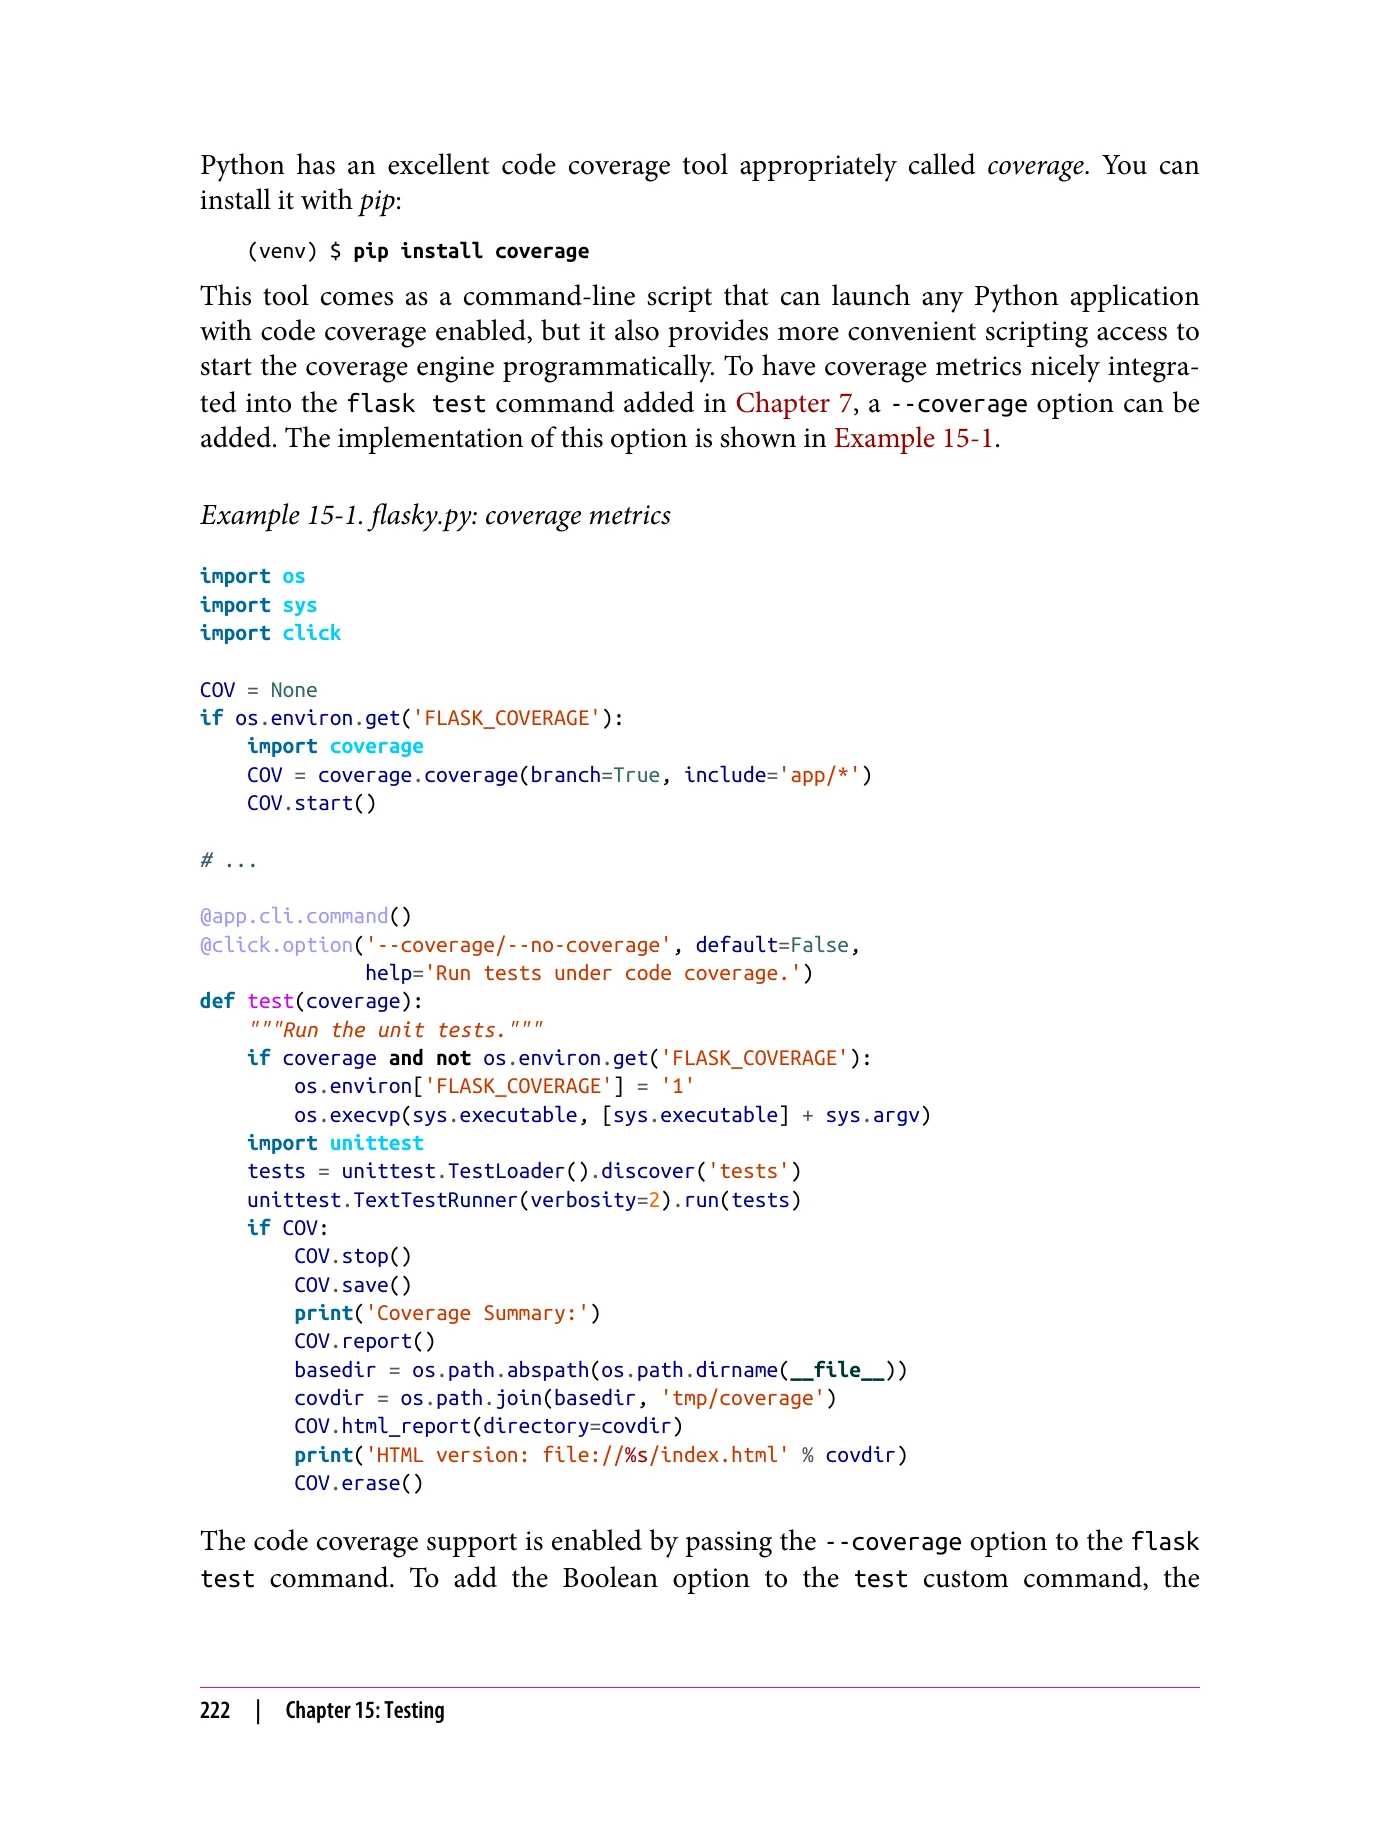 Python has an excellent code coverage tool appropriately called coverage. You can
install it with pip:
(venv) $ pip install coverage
This tool comes as a command-line script that can launch any Python application
with code coverage enabled, but it also provides more convenient scripting access to
start the coverage engine programmatically. To have coverage metrics nicely integra-
ted into the flask test command added in Chapter 7, a --coverage option can be
added. The implementation of this option is shown in Example 15-1.
Example 15-1. flasky.py: coverage metrics
import os
import sys
import click
COV = None
if os.environ.get('FLASK_COVERAGE'):
    import coverage
    COV = coverage.coverage(branch=True, include='app/*')
    COV.start()
# ...
@app.cli.command()
@click.option('--coverage/--no-coverage', default=False,
              help='Run tests under code coverage.')
def test(coverage):
    """Run the unit tests."""
    if coverage and not os.environ.get('FLASK_COVERAGE'):
        os.environ['FLASK_COVERAGE'] = '1'
        os.execvp(sys.executable, [sys.executable] + sys.argv)
    import unittest
    tests = unittest.TestLoader().discover('tests')
    unittest.TextTestRunner(verbosity=2).run(tests)
    if COV:
        COV.stop()
        COV.save()
        print('Coverage Summary:')
        COV.report()
        basedir = os.path.abspath(os.path.dirname(__file__))
        covdir = os.path.join(basedir, 'tmp/coverage')
        COV.html_report(directory=covdir)
        print('HTML version: file://%s/index.html' % covdir)
        COV.erase()
The code coverage support is enabled by passing the --coverage option to the flask
test command. To add the Boolean option to the test custom command, the
222 | Chapter 15: Testing